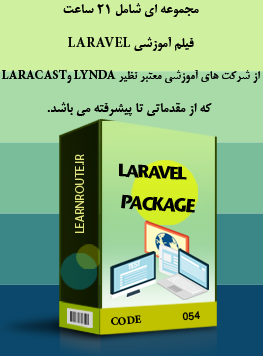 مجموعه ای شامل ۲۱ ساعت
فیلم آموزشی LARAVEL
از شرکت های آموزشی معتبر نظیر LYNDA وLARACAST
که از مقدماتی تا پیشرفته می باشد.
LEARNROUTE.IR
LARAVEL
PACKAGE
CODE 054